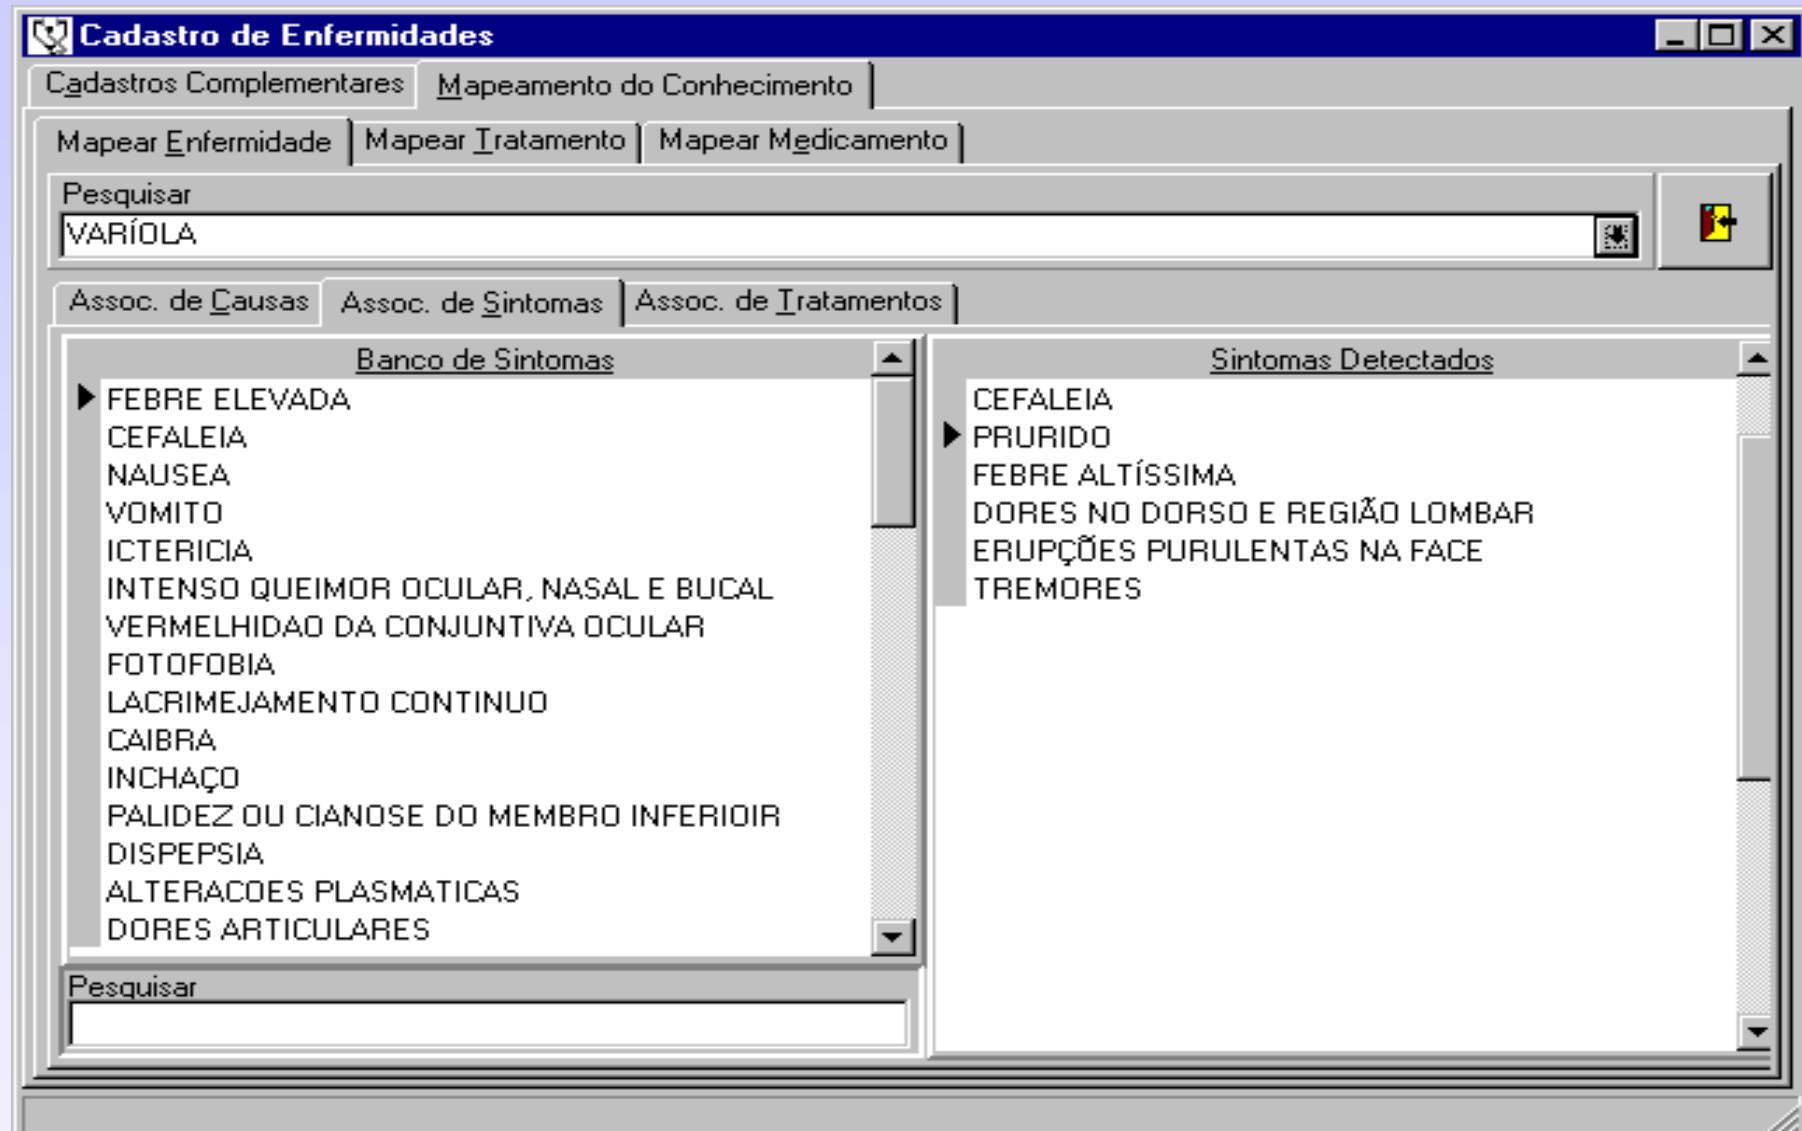 Cadastro de Enfermidades
Cadastros Complementares Mapeamento do Conhecimento
Mapear Enfermidade Mapear Tratamento Mapear Medicamento
Pesquisar
VARÍOLA
Assoc. de Causas Assoc. de Sintomas Assoc. de Tratamentos
Banco de Sintomas
FEBRE ELEVADA
CEFALEIA
NAUSEA
VOMITO
ICTERICIA
INTENSO QUEIMOR OCULAR, NASAL E BUCAL
VERMELHIDAO DA CONJUNTIVA OCULAR
FOTOFOBIA
LACRIMEJAMENTO CONTINUO
CAIBRA
INCHAÇO
PALIDEZ OU CIANOSE DO MEMBRO INFERIOIR
DISPEPSIA
ALTERACOES PLASMATICAS
DORES ARTICULARES
Pesquisar
Sintomas Detectados
CEFALEIA
PRURIDO
FEBRE ALTÍSSIMA
DORES NO DORSO E REGIÃO LOMBAR
ERUPÇÕES PURULENTAS NA FACE
TREMORES